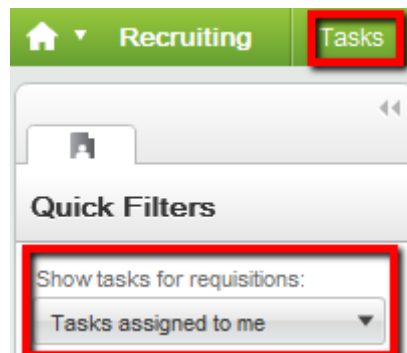 Recruiting Tasks
Quick Filters
Show tasks for requisitions:
Tasks assigned to me